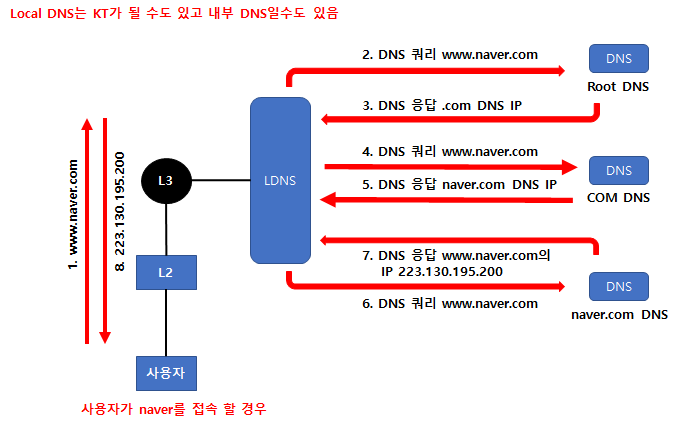 Local DNS는 KT가 될 수도 있고 내부 DNS일수도 있음
2. DNS 쿼리 www.naver.com
DNS
Root DNS
3. DNS 응답 .com DNS IP
4. DNS 쿼리 www.naver.com
DNS
5. DNS 응답 naver.com DNS IP
COM DNS
1. www.naver.com
8. 223.130.195.200
L3
LDNS
7. DNS 응답 www.naver.com의
IP 223.130.195.200
L2
DNS
6. DNS 쿼리 www.naver.com
naver.com DNS
사용자
사용자가 naver를 접속 할 경우